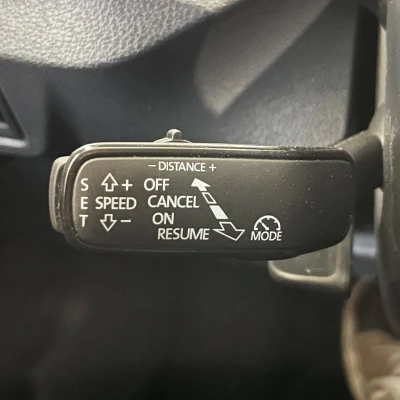 − DISTANCE +
S + OFF
E SPEED CANCEL
T − ON
RESUME MODE